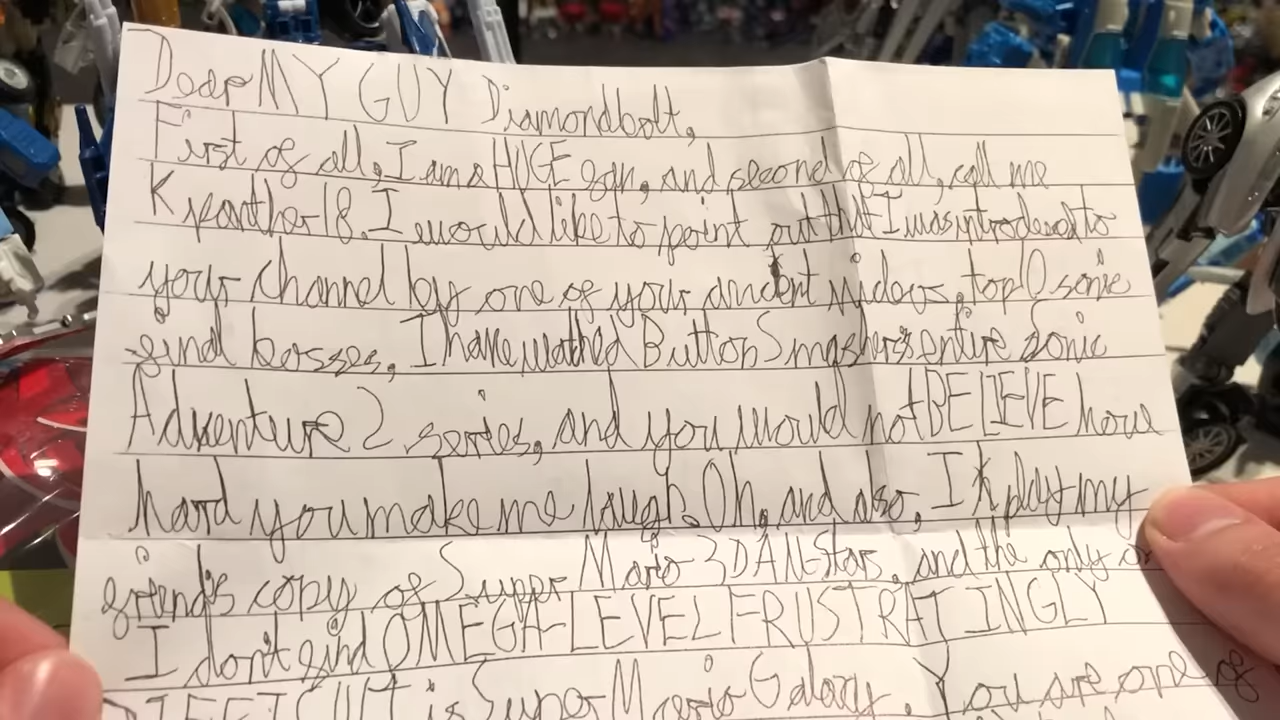 Dear MY GUY Diamondbolt,
First of all, I am a HUGE fan, and second of all, call me
Kpanther18. I would like to point out that I was introduced to
your channel by one of your ancient videos, top 10 sonic
final bosses, I have watched Button Smasher's entire Sonic
Adventure 2 series, and you would not BELIEVE how
hard you make me laugh. Oh, and also, I play my
friend's copy of Super Mario 3D All-Stars, and the only
I don't find OMEGA-LEVEL FRUSTRATINGLY
DIFFICULT is Super Mario Galaxy. You are one of